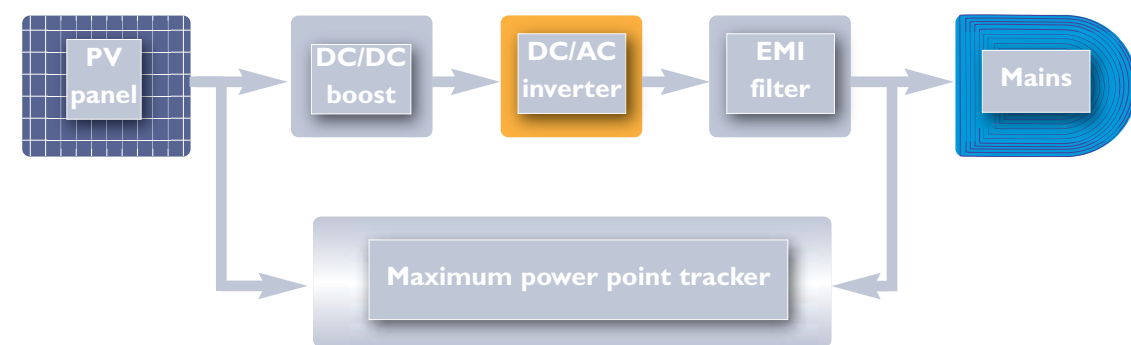 PV
panel
DC/DC
boost
DC/AC
inverter
EMI
filter
Mains
Maximum power point tracker